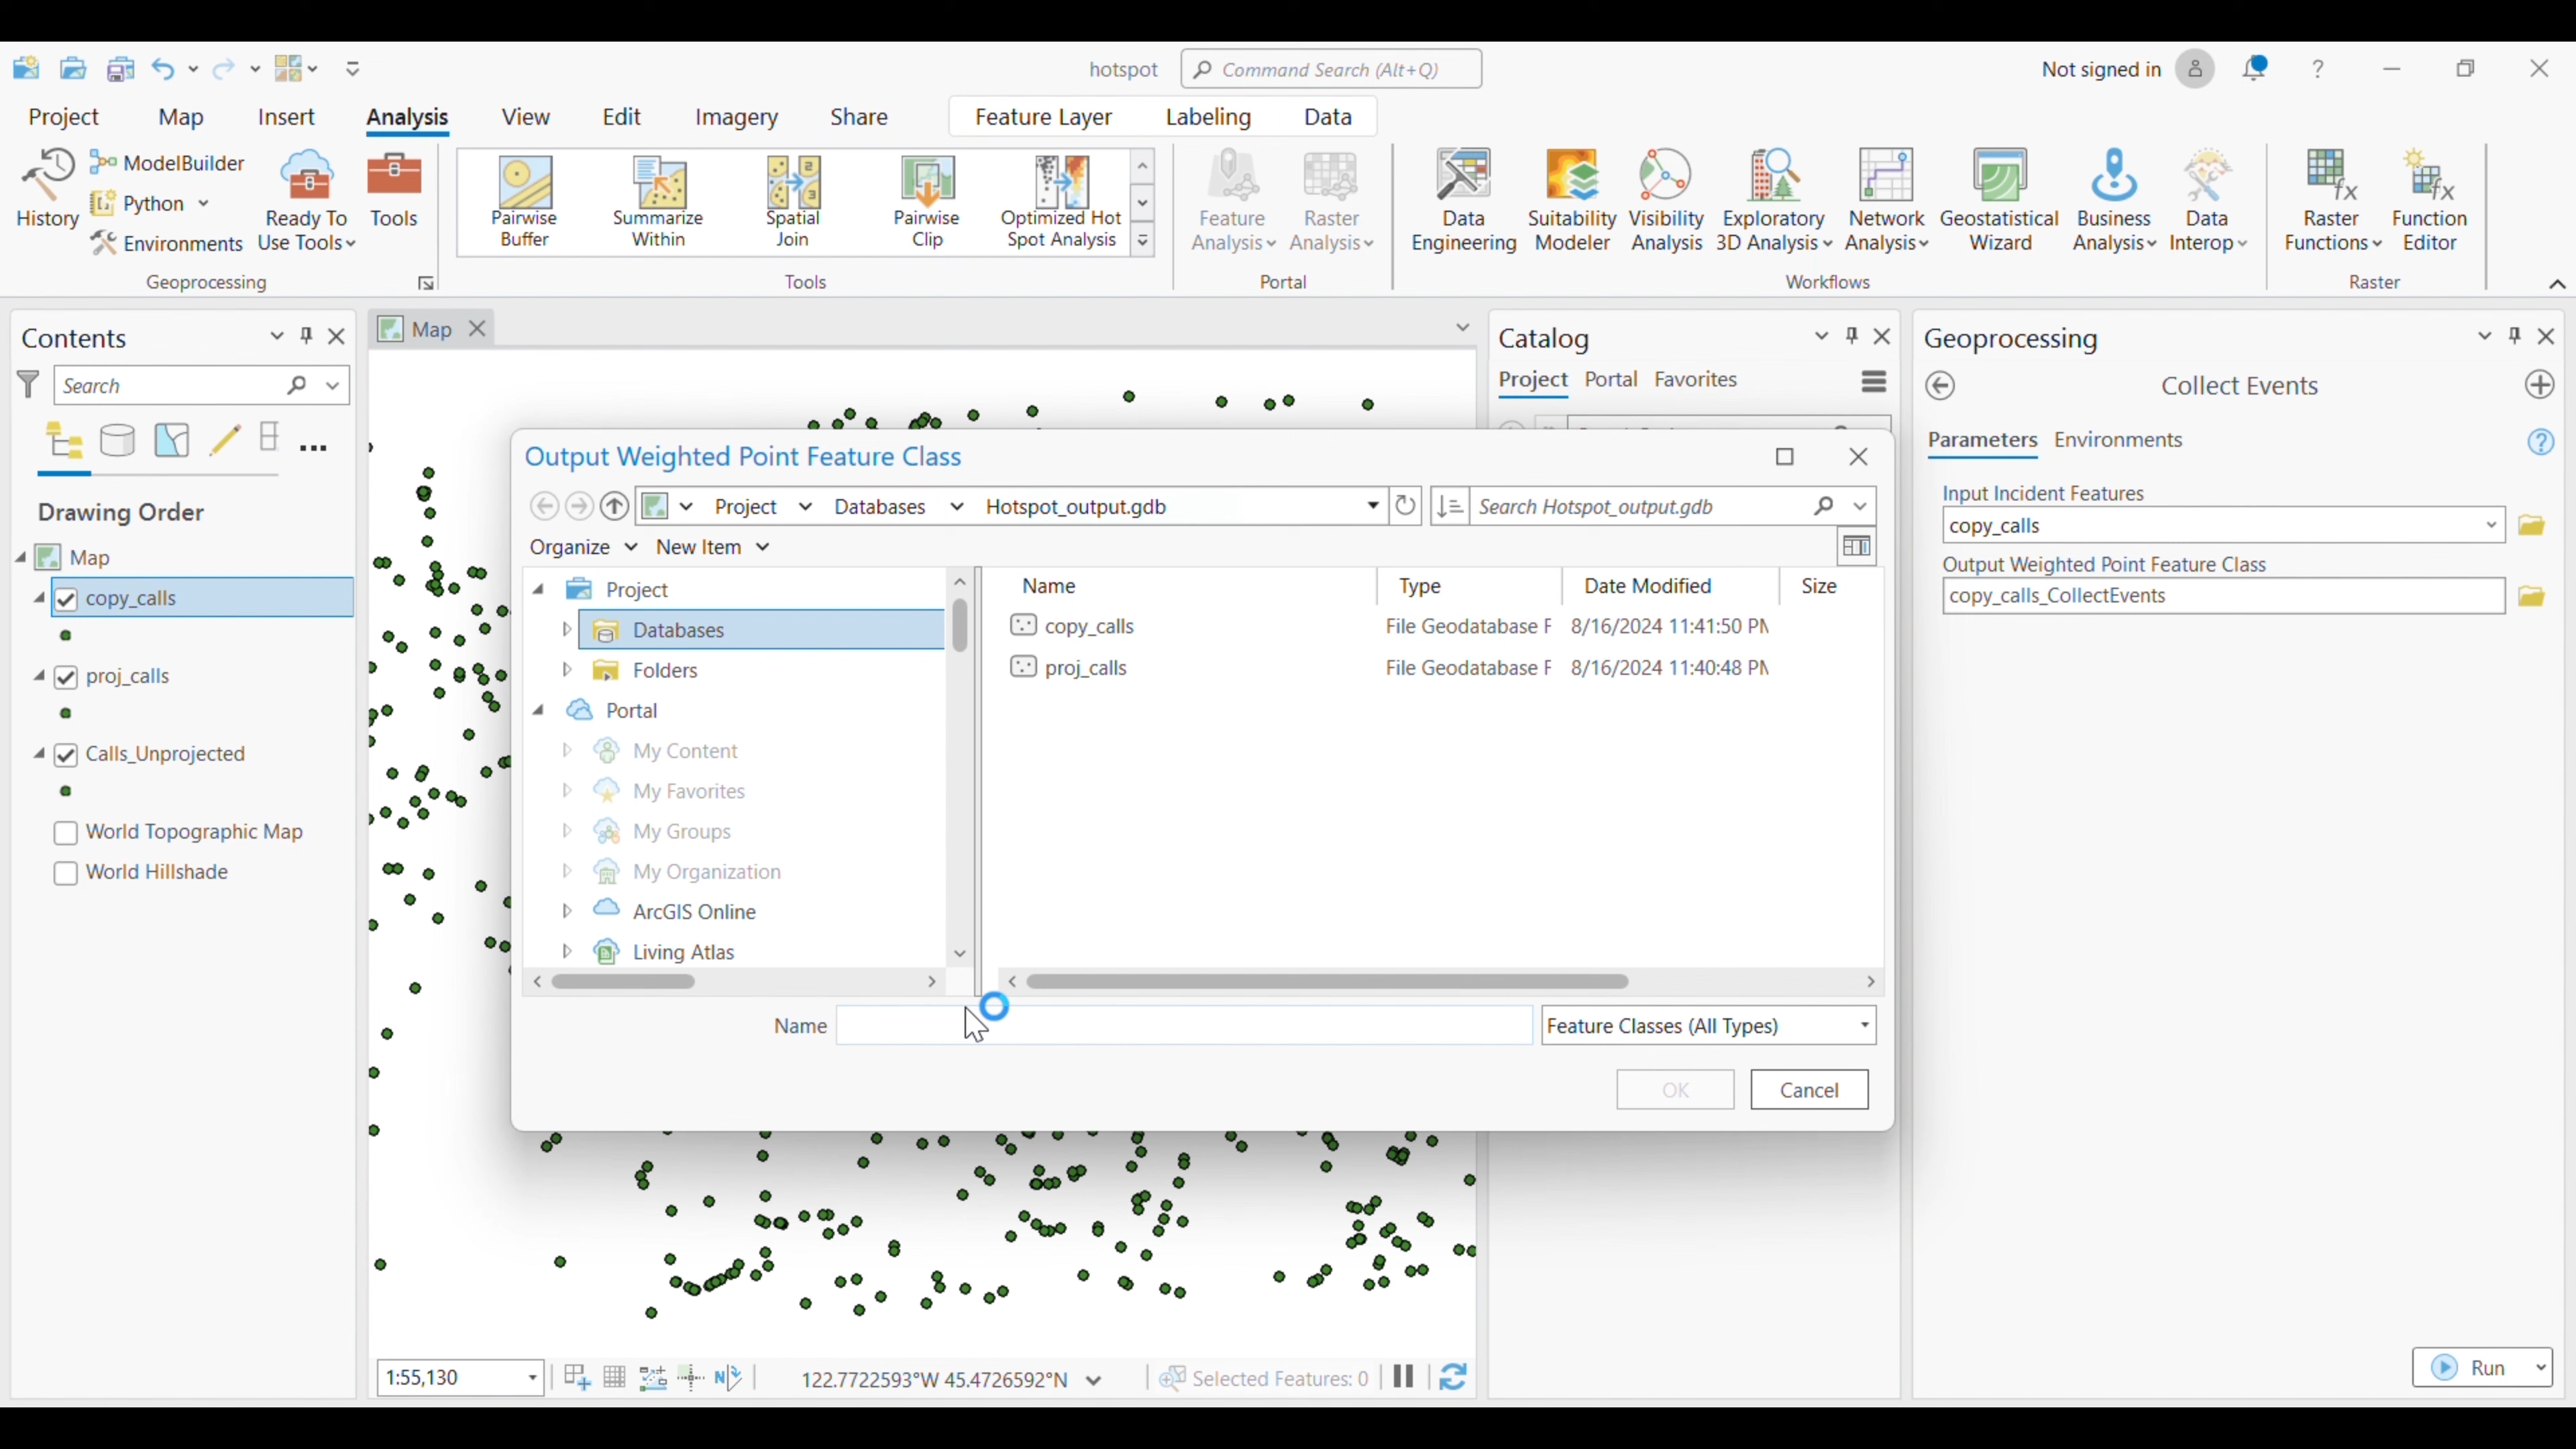 hotspot
Command Search (Alt+Q)
Not signed in
Project Map Insert Analysis View Edit Imagery Share Feature Layer Labeling Data
History
ModelBuilder
Python
Environments
Ready To
Use Tools
Tools
Geoprocessing
Pairwise
Buffer
Summarize
Within
Spatial
Join
Pairwise
Clip
Optimized Hot
Spot Analysis
Tools
Feature
Analysis
Raster
Analysis
Portal
Data
Engineering
Suitability
Modeler
Visibility
Analysis
Exploratory
3D Analysis
Network
Analysis
Geostatistical
Wizard
Business
Analysis
Data
Interop
Workflows
Raster
Functions
Function
Editor
Raster
Contents
Search
Drawing Order
Map
copy_calls
proj_calls
Calls_Unprojected
World Topographic Map
World Hillshade
Map
Catalog
Project Portal Favorites
Output Weighted Point Feature Class
Project Databases Hotspot_output.gdb
Search Hotspot_output.gdb
Organize New Item
Project
Databases
Folders
Portal
My Content
My Favorites
My Groups
My Organization
ArcGIS Online
Living Atlas
Name Type Date Modified Size
copy_calls File Geodatabase F 8/16/2024 11:41:50 PM
proj_calls File Geodatabase F 8/16/2024 11:40:48 PM
Name
Feature Classes (All Types)
OK
Cancel
1:55,130
122.7722593°W 45.4726592°N
Selected Features: 0
Geoprocessing
Collect Events
Parameters Environments
Input Incident Features
copy_calls
Output Weighted Point Feature Class
copy_calls_CollectEvents
Run